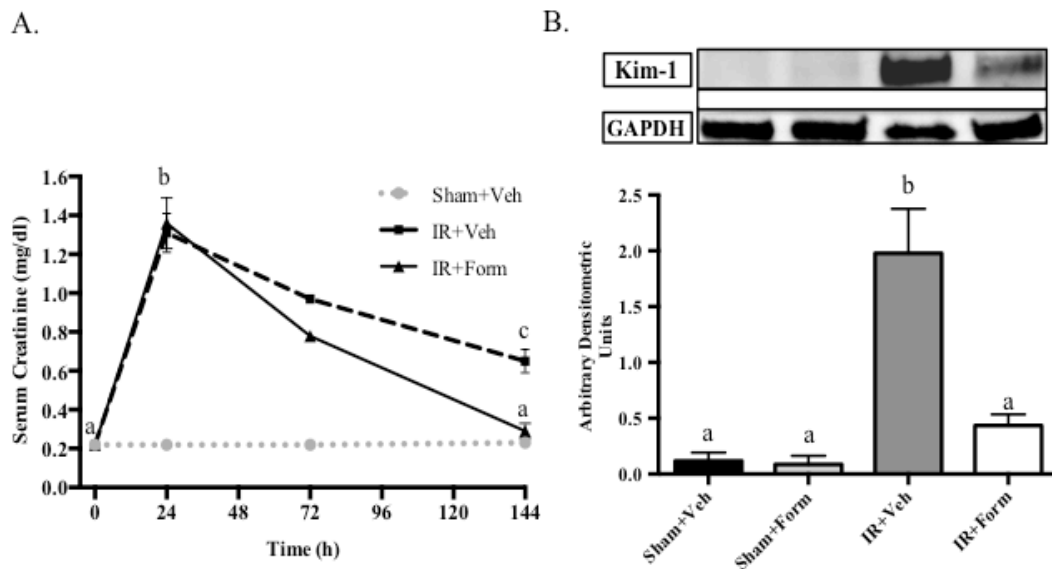 A.
b
1.6
1.4
1.2
1.0
0.8
0.6
0.4
0.2
0.0
Serum Creatinine (mg/dl)
Sham+Veh
IR+Veh
IR+Form
a
c
a
0 24 48 72 96 120 144
Time (h)
B.
Kim-1
GAPDH
2.5
2.0
1.5
1.0
0.5
0.0
Arbitrary Densitometric
Units
a
a
b
a
Sham+Veh
Sham+Form
IR+Veh
IR+Form